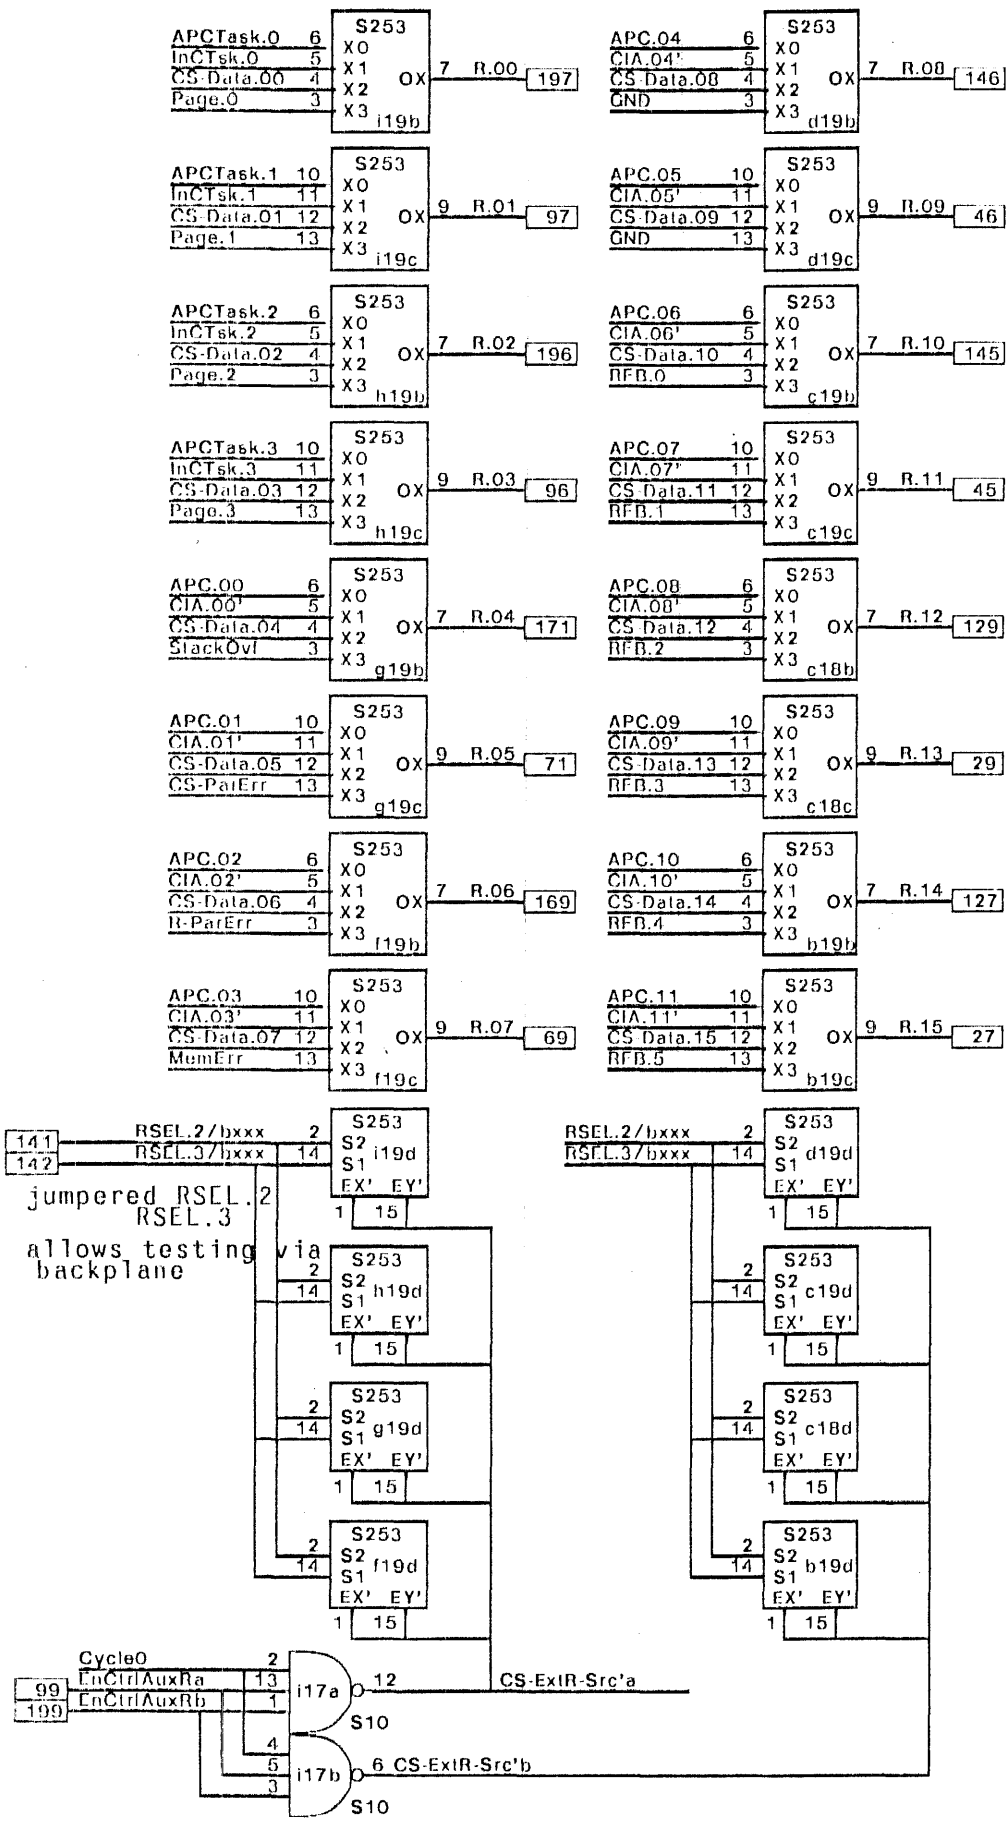 S253
APCTask.0 6 X0
InCTsk.0 5 X1
CS-Data.00 4 X2
Page.0 3 X3
OX 7 R.00 197
i19b
S253
APC.04 6 X0
CIA.04' 5 X1
CS-Data.08 4 X2
GND 3 X3
OX 7 R.08 146
d19b
S253
APCTask.1 10 X0
InCTsk.1 11 X1
CS-Data.01 12 X2
Page.1 13 X3
OX 9 R.01 97
i19c
S253
APC.05 10 X0
CIA.05' 11 X1
CS-Data.09 12 X2
GND 13 X3
OX 9 R.09 46
d19c
S253
APCTask.2 6 X0
InCTsk.2 5 X1
CS-Data.02 4 X2
Page.2 3 X3
OX 7 R.02 196
h19b
S253
APC.06 6 X0
CIA.06' 5 X1
CS-Data.10 4 X2
RFB.0 3 X3
OX 7 R.10 145
c19b
S253
APCTask.3 10 X0
InCTsk.3 11 X1
CS-Data.03 12 X2
Page.3 13 X3
OX 9 R.03 96
h19c
S253
APC.07 10 X0
CIA.07' 11 X1
CS-Data.11 12 X2
RFB.1 13 X3
OX 9 R.11 45
c19c
S253
APC.00 6 X0
CIA.00' 5 X1
CS-Data.04 4 X2
StackOvf 3 X3
OX 7 R.04 171
g19b
S253
APC.08 6 X0
CIA.08' 5 X1
CS-Data.12 4 X2
RFB.2 3 X3
OX 7 R.12 129
c18b
S253
APC.01 10 X0
CIA.01' 11 X1
CS-Data.05 12 X2
CS-ParErr 13 X3
OX 9 R.05 71
g19c
S253
APC.09 10 X0
CIA.09' 11 X1
CS-Data.13 12 X2
RFB.3 13 X3
OX 9 R.13 29
c18c
S253
APC.02 6 X0
CIA.02' 5 X1
CS-Data.06 4 X2
R-ParErr 3 X3
OX 7 R.06 169
f19b
S253
APC.10 6 X0
CIA.10' 5 X1
CS-Data.14 4 X2
RFB.4 3 X3
OX 7 R.14 127
b19b
S253
APC.03 10 X0
CIA.03' 11 X1
CS-Data.07 12 X2
MemErr 13 X3
OX 9 R.07 69
f19c
S253
APC.11 10 X0
CIA.11' 11 X1
CS-Data.15 12 X2
RFB.5 13 X3
OX 9 R.15 27
b19c
S253
141 RSEL.2/bxxx 2 S2 i19d
142 RSEL.3/bxxx 14 S1
EX' EY'
1 15
jumpered RSEL.2
RSEL.3
allows testing via
backplane
S253
RSEL.2/bxxx 2 S2 d19d
RSEL.3/bxxx 14 S1
EX' EY'
1 15
S253
2 S2 h19d
14 S1
EX' EY'
1 15
S253
2 S2 c19d
14 S1
EX' EY'
1 15
S253
2 S2 g19d
14 S1
EX' EY'
1 15
S253
2 S2 c18d
14 S1
EX' EY'
1 15
S253
2 S2 f19d
14 S1
EX' EY'
1 15
S253
2 S2 b19d
14 S1
EX' EY'
1 15
Cycle0 2
99 EnCtrlAuxRa 13 i17a 12 CS-ExtR-Src'a
199 EnCtrlAuxRb 1
S10
4
5 i17b 6 CS-ExtR-Src'b
3
S10